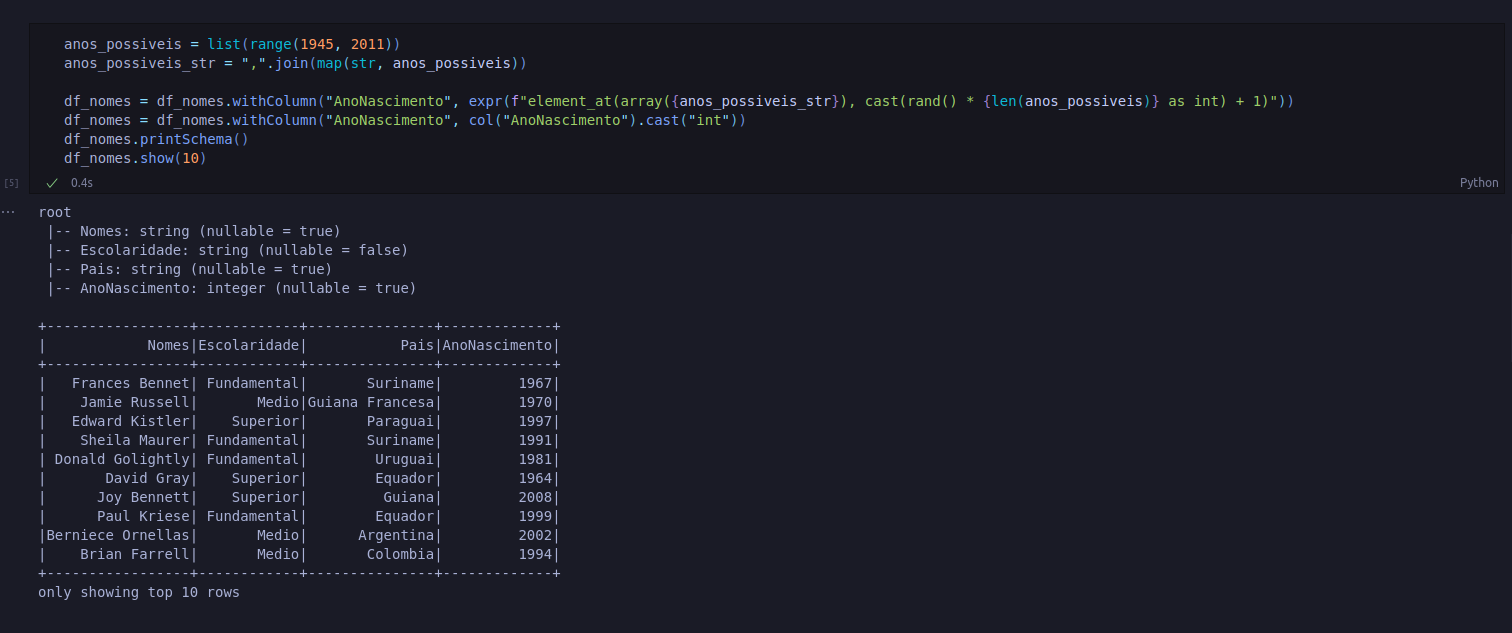 anos_possiveis = list(range(1945, 2011))
anos_possiveis_str = ",".join(map(str, anos_possiveis))
df_nomes = df_nomes.withColumn("AnoNascimento", expr(f"element_at(array({anos_possiveis_str}), cast(rand() * {len(anos_possiveis)} as int) + 1)"))
df_nomes = df_nomes.withColumn("AnoNascimento", col("AnoNascimento").cast("int"))
df_nomes.printSchema()
df_nomes.show(10)
[5] 0.4s Python
... root
 |-- Nomes: string (nullable = true)
 |-- Escolaridade: string (nullable = false)
 |-- Pais: string (nullable = true)
 |-- AnoNascimento: integer (nullable = true)
+-----------------+------------+---------------+-------------+
|            Nomes|Escolaridade|           Pais|AnoNascimento|
+-----------------+------------+---------------+-------------+
|   Frances Bennet| Fundamental|       Suriname|         1967|
|    Jamie Russell|       Medio|Guiana Francesa|         1970|
|   Edward Kistler|    Superior|       Paraguai|         1997|
|    Sheila Maurer| Fundamental|       Suriname|         1991|
| Donald Golightly| Fundamental|        Uruguai|         1981|
|       David Gray|    Superior|        Equador|         1964|
|      Joy Bennett|    Superior|         Guiana|         2008|
|      Paul Kriese| Fundamental|        Equador|         1999|
|Berniece Ornellas|       Medio|      Argentina|         2002|
|    Brian Farrell|       Medio|       Colombia|         1994|
+-----------------+------------+---------------+-------------+
only showing top 10 rows